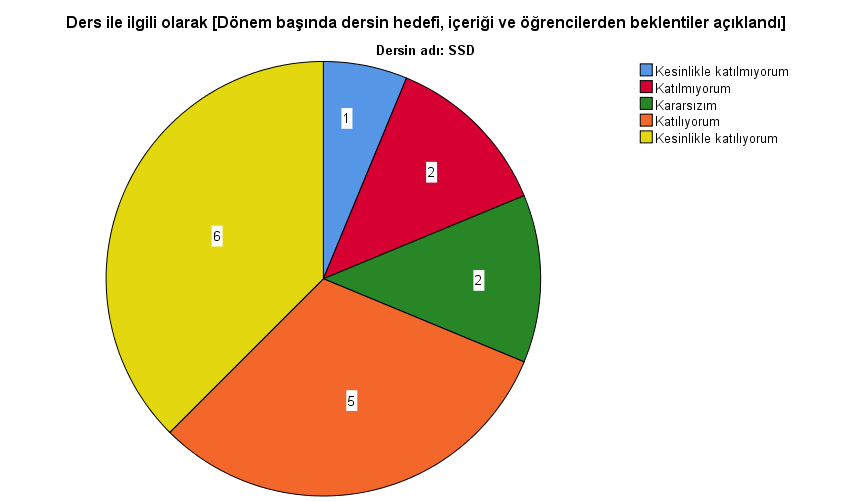 Ders ile ilgili olarak [Dönem başında dersin hedefi, içeriği ve öğrencilerden beklentiler açıklandı]
Dersin adı: SSD
Kesinlikle katılmıyorum
Katılmıyorum
Kararsızım
Katılıyorum
Kesinlikle katılıyorum
1
2
6
2
5